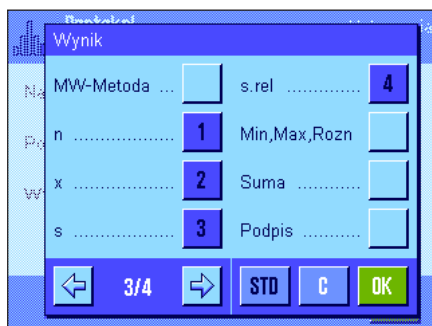 Wynik
MW-Metoda ...
n .................. 1
x .................. 2
s .................. 3
s.rel ............. 4
Min,Max,Rozn
Suma ...........
Podpis ..........
3/4
STD C OK